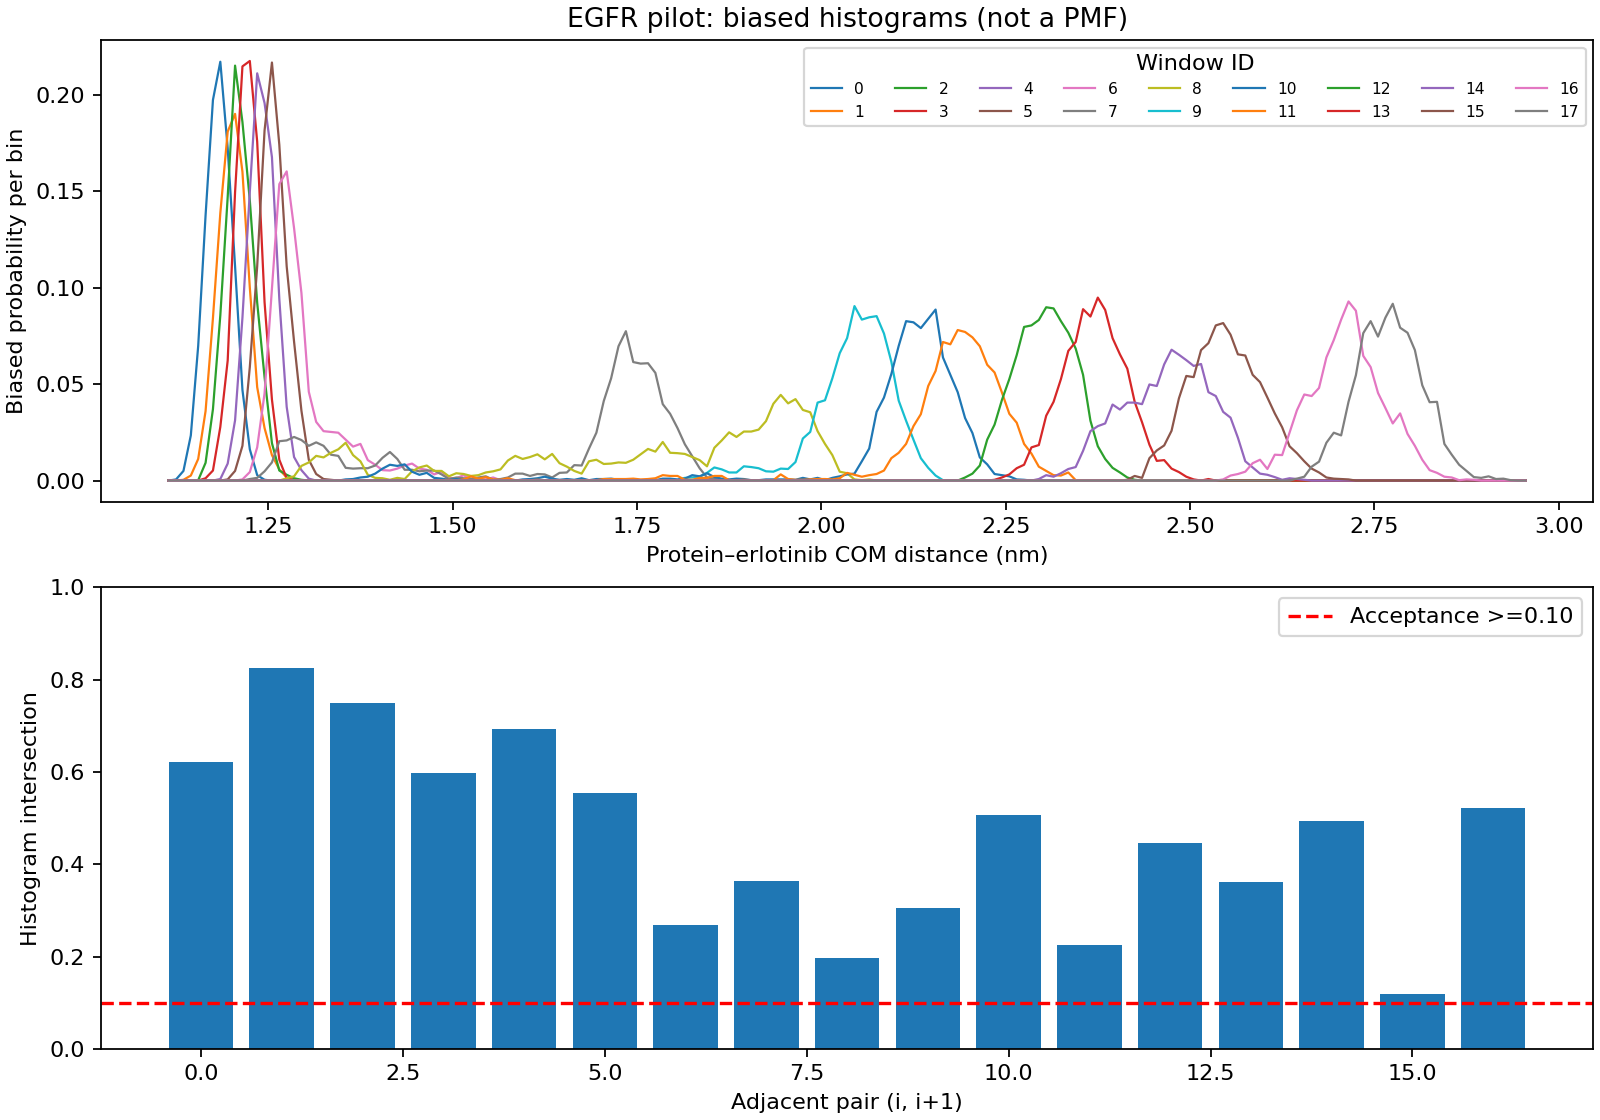 EGFR pilot: biased histograms (not a PMF)
Biased probability per bin
0.20
0.15
0.10
0.05
0.00
Window ID
0 2 4 6 8 10 12 14 16
1 3 5 7 9 11 13 15 17
1.25 1.50 1.75 2.00 2.25 2.50 2.75 3.00
Protein–erlotinib COM distance (nm)
Histogram intersection
1.0
0.8
0.6
0.4
0.2
0.0
Acceptance >=0.10
0.0 2.5 5.0 7.5 10.0 12.5 15.0
Adjacent pair (i, i+1)